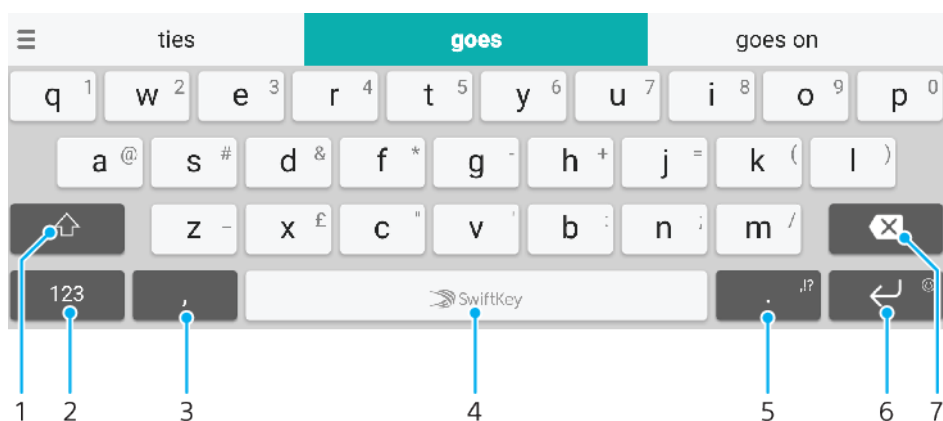 ties goes goes on
q 1 w 2 e 3 r 4 t 5 y 6 u 7 i 8 o 9 p 0
a @ s # d & f * g - h + j = k ( l )
z _ x £ c " v ' b : n ; m /
123 , SwiftKey . ,!?
1 2 3 4 5 6 7